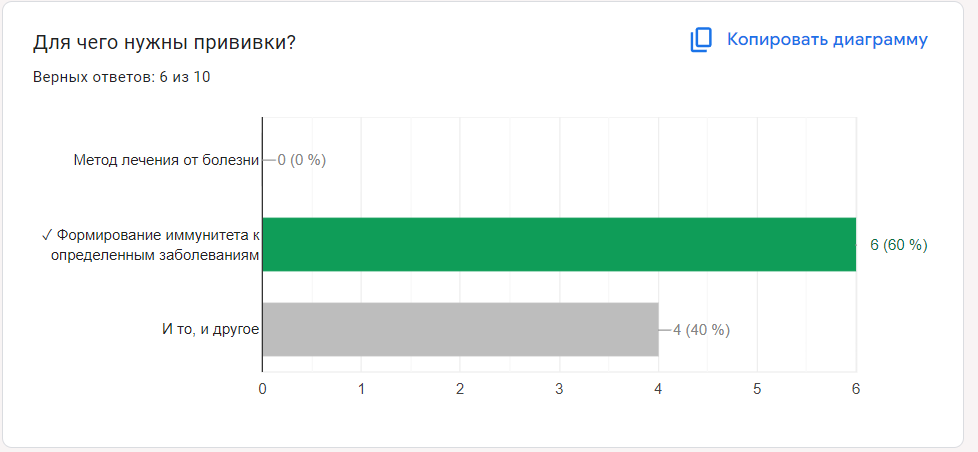 Для чего нужны прививки?
Копировать диаграмму
Верных ответов: 6 из 10
Метод лечения от болезни
0 (0 %)
✓ Формирование иммунитета к
определенным заболеваниям
6 (60 %)
И то, и другое
4 (40 %)
0 1 2 3 4 5 6